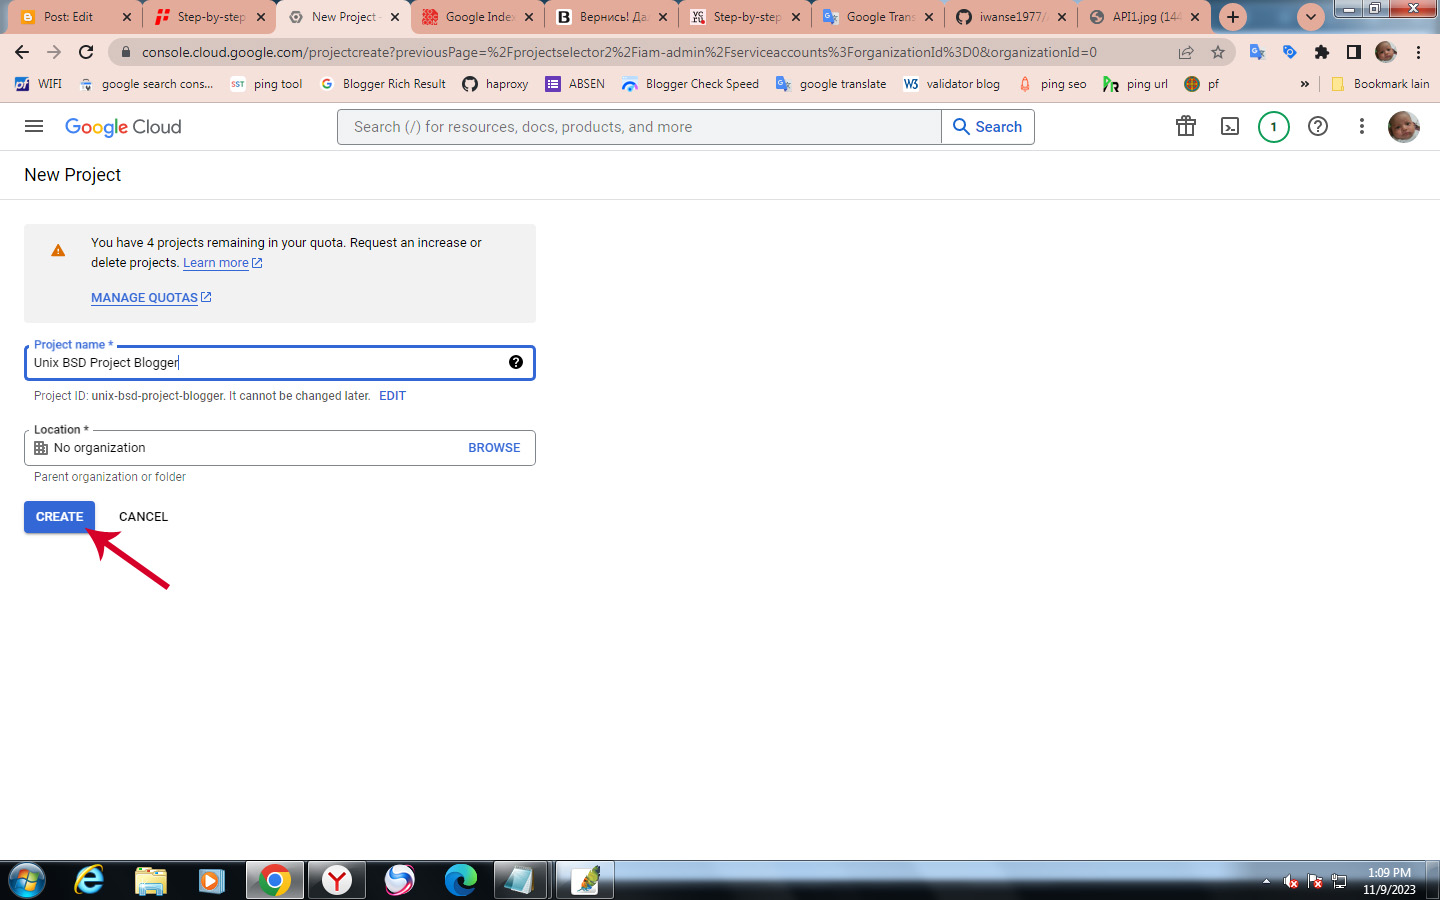 Post: Edit
Step-by-step
New Project -
Google Index
Вернись! Да
Step-by-step
Google Trans
iwanse1977/
API1.jpg (144
console.cloud.google.com/projectcreate?previousPage=%2Fprojectselector2%2Fiam-admin%2Fserviceaccounts%3ForganizationId%3D0&organizationId=0
WIFI
google search cons...
SST
ping tool
Blogger Rich Result
haproxy
ABSEN
Blogger Check Speed
google translate
W3
validator blog
ping seo
ping url
pf
»
Bookmark lain
Google Cloud
Search (/) for resources, docs, products, and more
Search
1
New Project
You have 4 projects remaining in your quota. Request an increase or
delete projects. Learn more
MANAGE QUOTAS
Project name *
Unix BSD Project Blogger
Project ID: unix-bsd-project-blogger. It cannot be changed later. EDIT
Location *
No organization
BROWSE
Parent organization or folder
CREATE
CANCEL
1:09 PM
11/9/2023